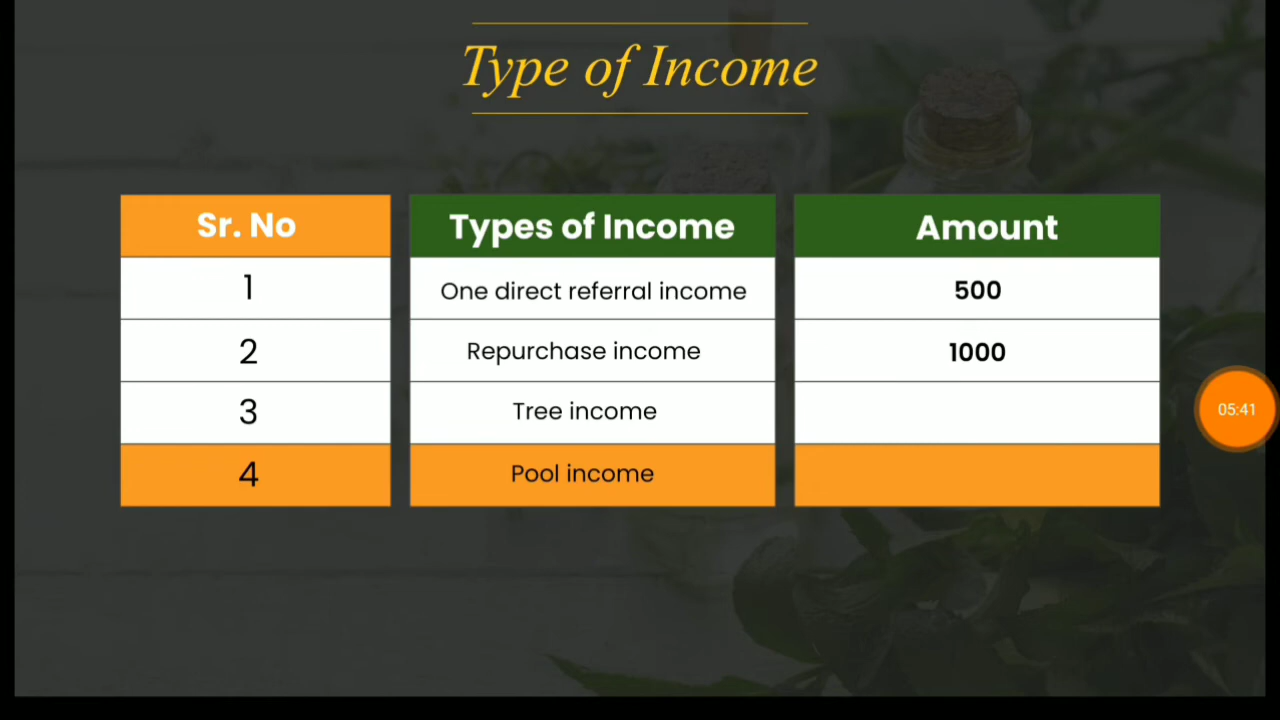 Type of Income
Sr. No Types of Income Amount
1 One direct referral income 500
2 Repurchase income 1000
3 Tree income
4 Pool income
05:41